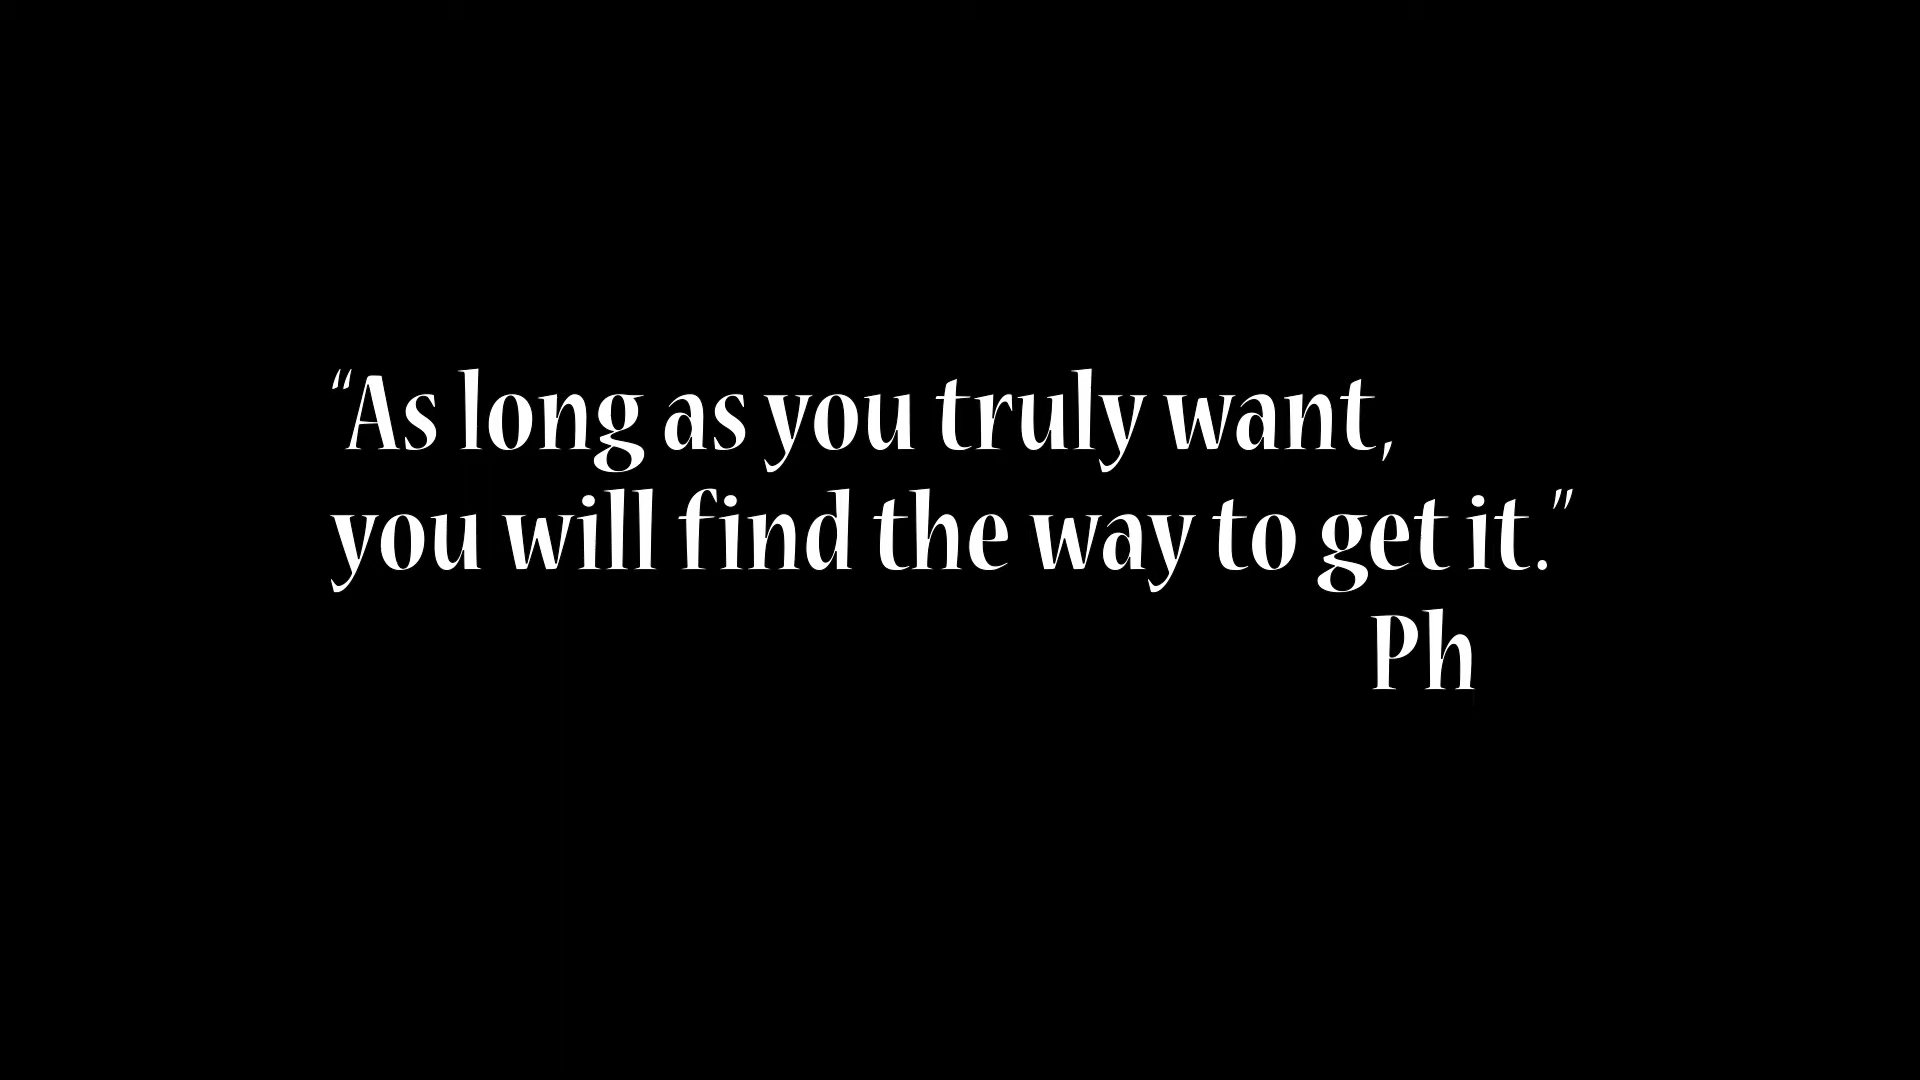 “As long as you truly want,
you will find the way to get it.”
Ph